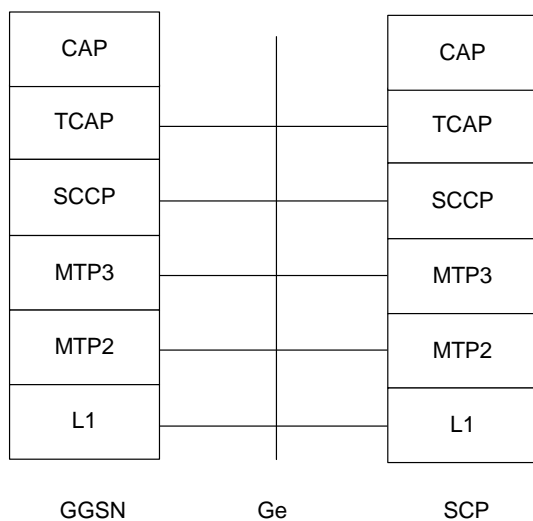 CAP
TCAP
SCCP
MTP3
MTP2
L1
CAP
TCAP
SCCP
MTP3
MTP2
L1
GGSN Ge SCP